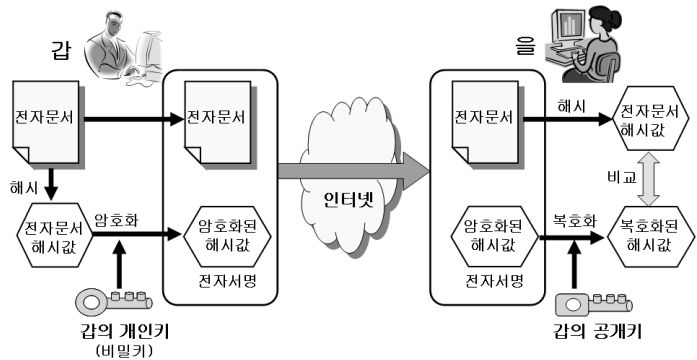 갑
전자문서
해시
전자문서
해시값
암호화
갑의 개인키
(비밀키)
전자문서
암호화된
해시값
전자서명
인터넷
을
전자문서
암호화된
해시값
전자서명
해시
전자문서
해시값
비교
복호화
복호화된
해시값
갑의 공개키